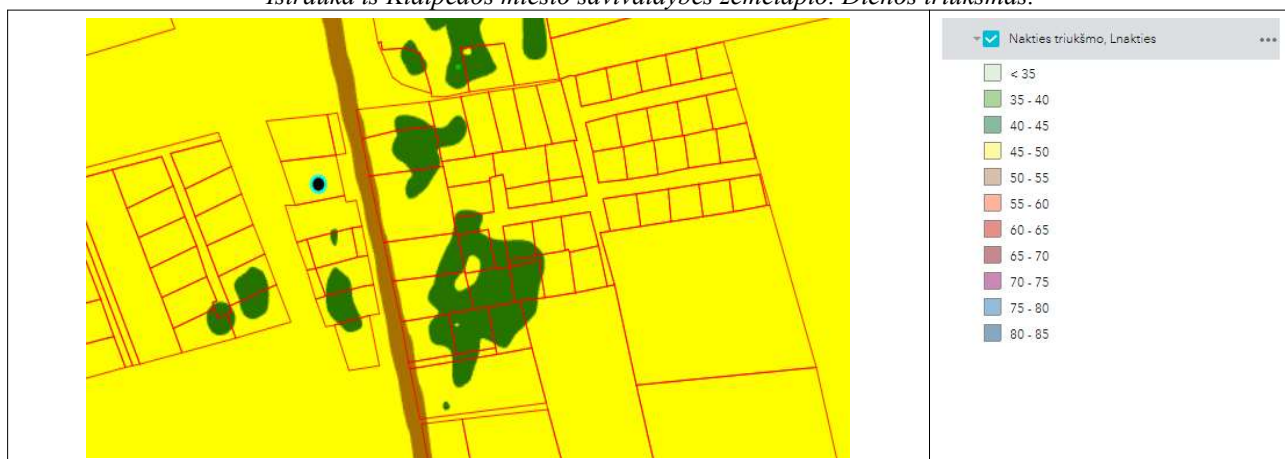 Ištrauka iš Klaipėdos miesto savivaldybės žemėlapio. Dienos triukšmas.
Nakties triukšmo, Lnakties
< 35
35 - 40
40 - 45
45 - 50
50 - 55
55 - 60
60 - 65
65 - 70
70 - 75
75 - 80
80 - 85